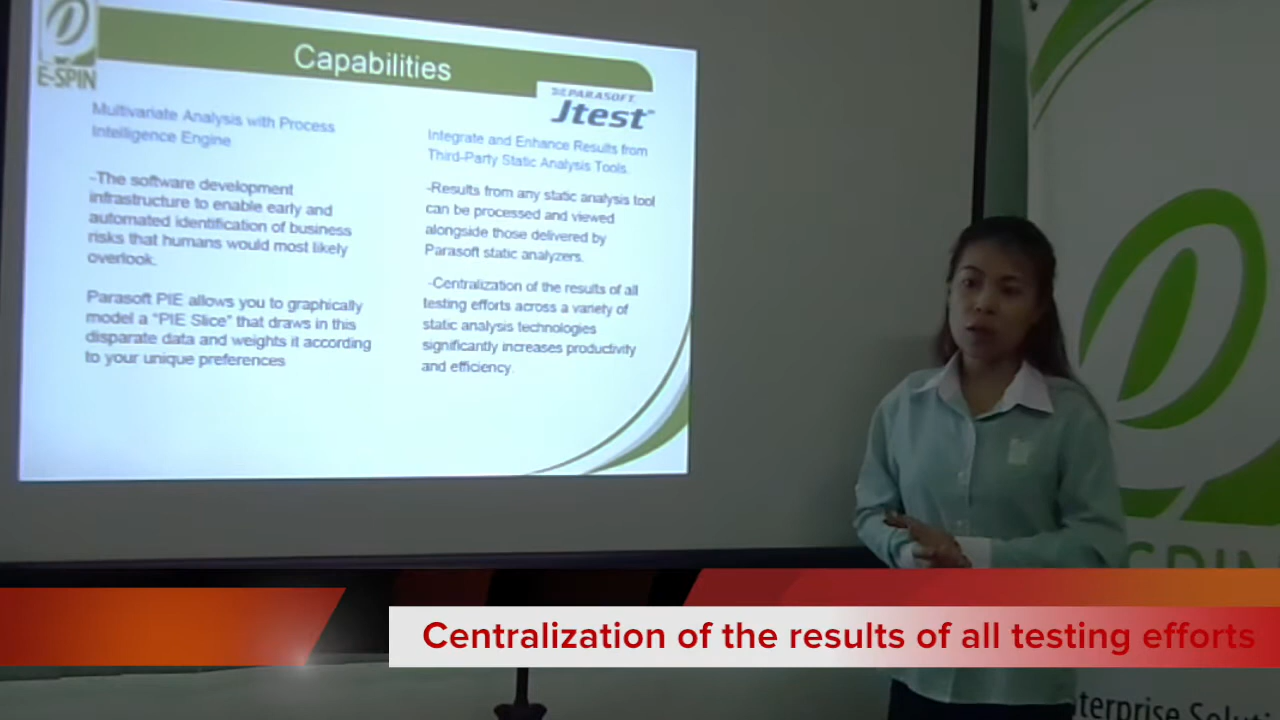 E-SPIN
Capabilities
PARASOFT
Jtest™
Multivariate Analysis with Process
Intelligence Engine
-The software development
infrastructure to enable early and
automated identification of business
risks that humans would most likely
overlook.
Parasoft PIE allows you to graphically
model a "PIE Slice" that draws in this
disparate data and weights it according
to your unique preferences
Integrate and Enhance Results from
Third-Party Static Analysis Tools.
-Results from any static analysis tool
can be processed and viewed
alongside those delivered by
Parasoft static analyzers.
-Centralization of the results of all
testing efforts across a variety of
static analysis technologies
significantly increases productivity
and efficiency.
Centralization of the results of all testing efforts